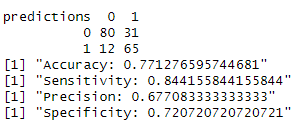 predictions  0  1
          0 80 31
          1 12 65
[1] "Accuracy: 0.771276595744681"
[1] "Sensitivity: 0.844155844155844"
[1] "Precision: 0.677083333333333"
[1] "Specificity: 0.720720720720721"